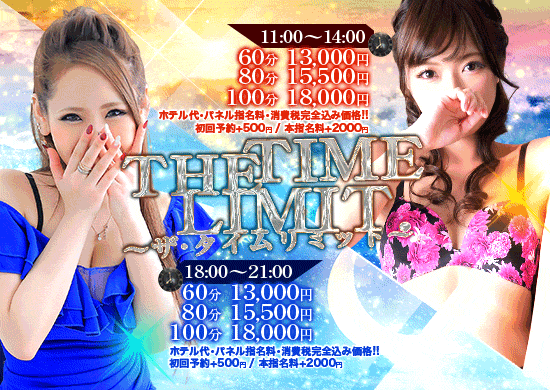 11:00～14:00
60分 13,000円
80分 15,500円
100分 18,000円
ホテル代・パネル指名料・消費税完全込み価格!!
初回予約+500円 / 本指名料+2000円
THE TIME
LIMIT
～ザ・タイムリミット～
18:00～21:00
60分 13,000円
80分 15,500円
100分 18,000円
ホテル代・パネル指名料・消費税完全込み価格!!
初回予約+500円 / 本指名料+2000円